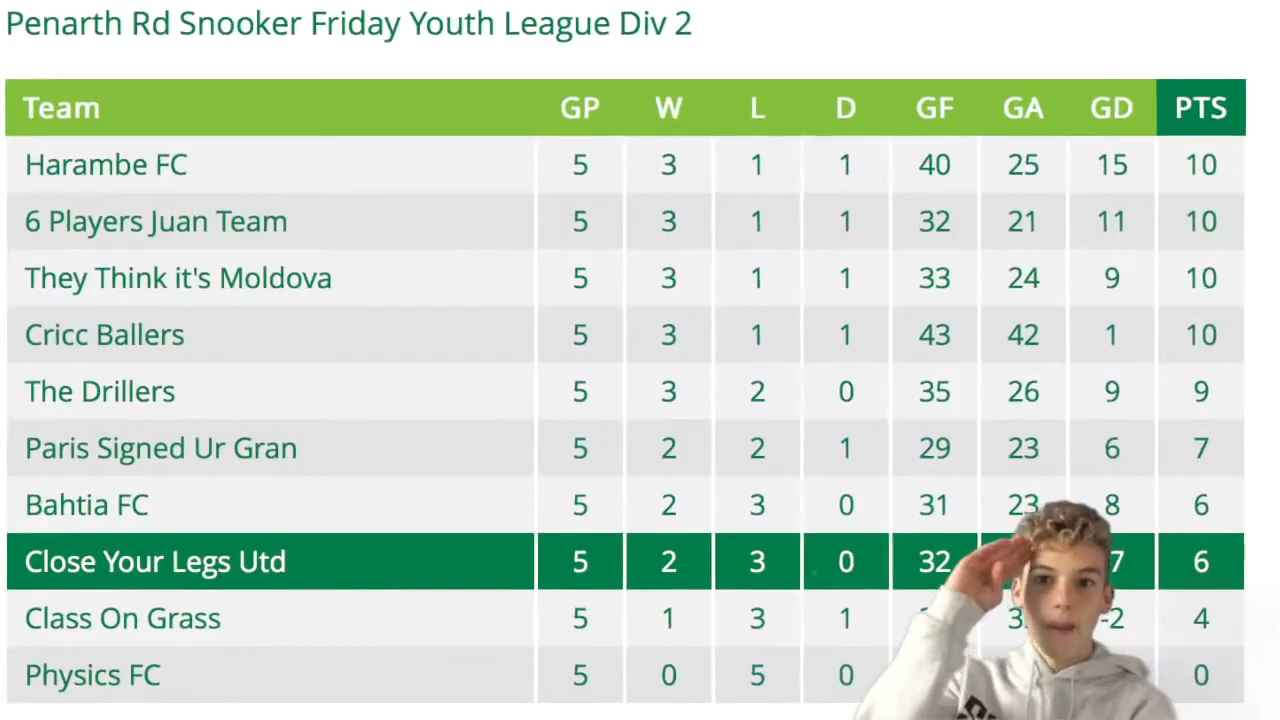 Penarth Rd Snooker Friday Youth League Div 2
Team GP W L D GF GA GD PTS
Harambe FC 5 3 1 1 40 25 15 10
6 Players Juan Team 5 3 1 1 32 21 11 10
They Think it's Moldova 5 3 1 1 33 24 9 10
Cricc Ballers 5 3 1 1 43 42 1 10
The Drillers 5 3 2 0 35 26 9 9
Paris Signed Ur Gran 5 2 2 1 29 23 6 7
Bahtia FC 5 2 3 0 31 23 8 6
Close Your Legs Utd 5 2 3 0 32 6
Class On Grass 5 1 3 1 -2 4
Physics FC 5 0 5 0 0